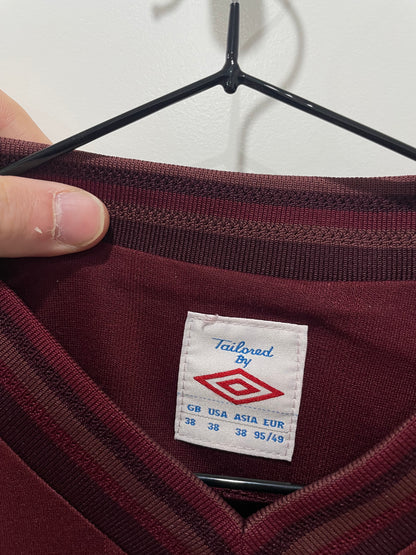 Tailored
By
GB USA ASIA EUR
38 38 38 95/49